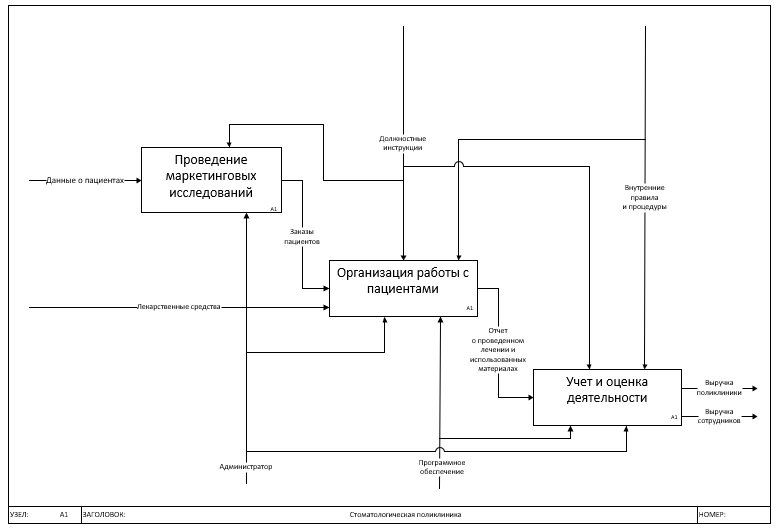 Должностные
инструкции
Проведение
маркетинговых
исследований
A1
Данные о пациентах
Внутренние
правила
и процедуры
Заказы
пациентов
Организация работы с
пациентами
A1
Лекарственные средства
Отчет
о проведенном
лечении и
использованных
материалах
Учет и оценка
деятельности
A1
Выручка
поликлиники
Выручка
сотрудников
Администратор
Программное
обеспечение
УЗЕЛ: A1 ЗАГОЛОВОК: Стоматологическая поликлиника НОМЕР: